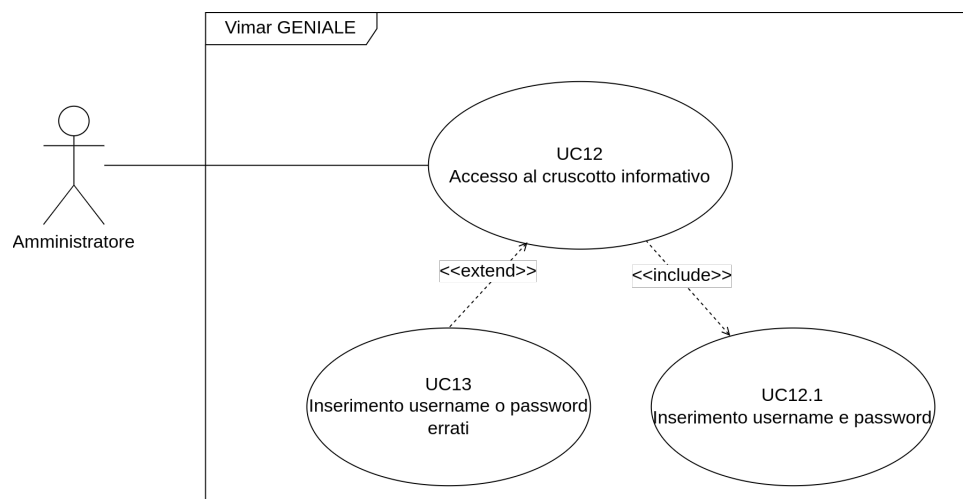 Vimar GENIALE
UC12
Accesso al cruscotto informativo
Amministratore
<<extend>>
<<include>>
UC13
Inserimento username o password
errati
UC12.1
Inserimento username e password